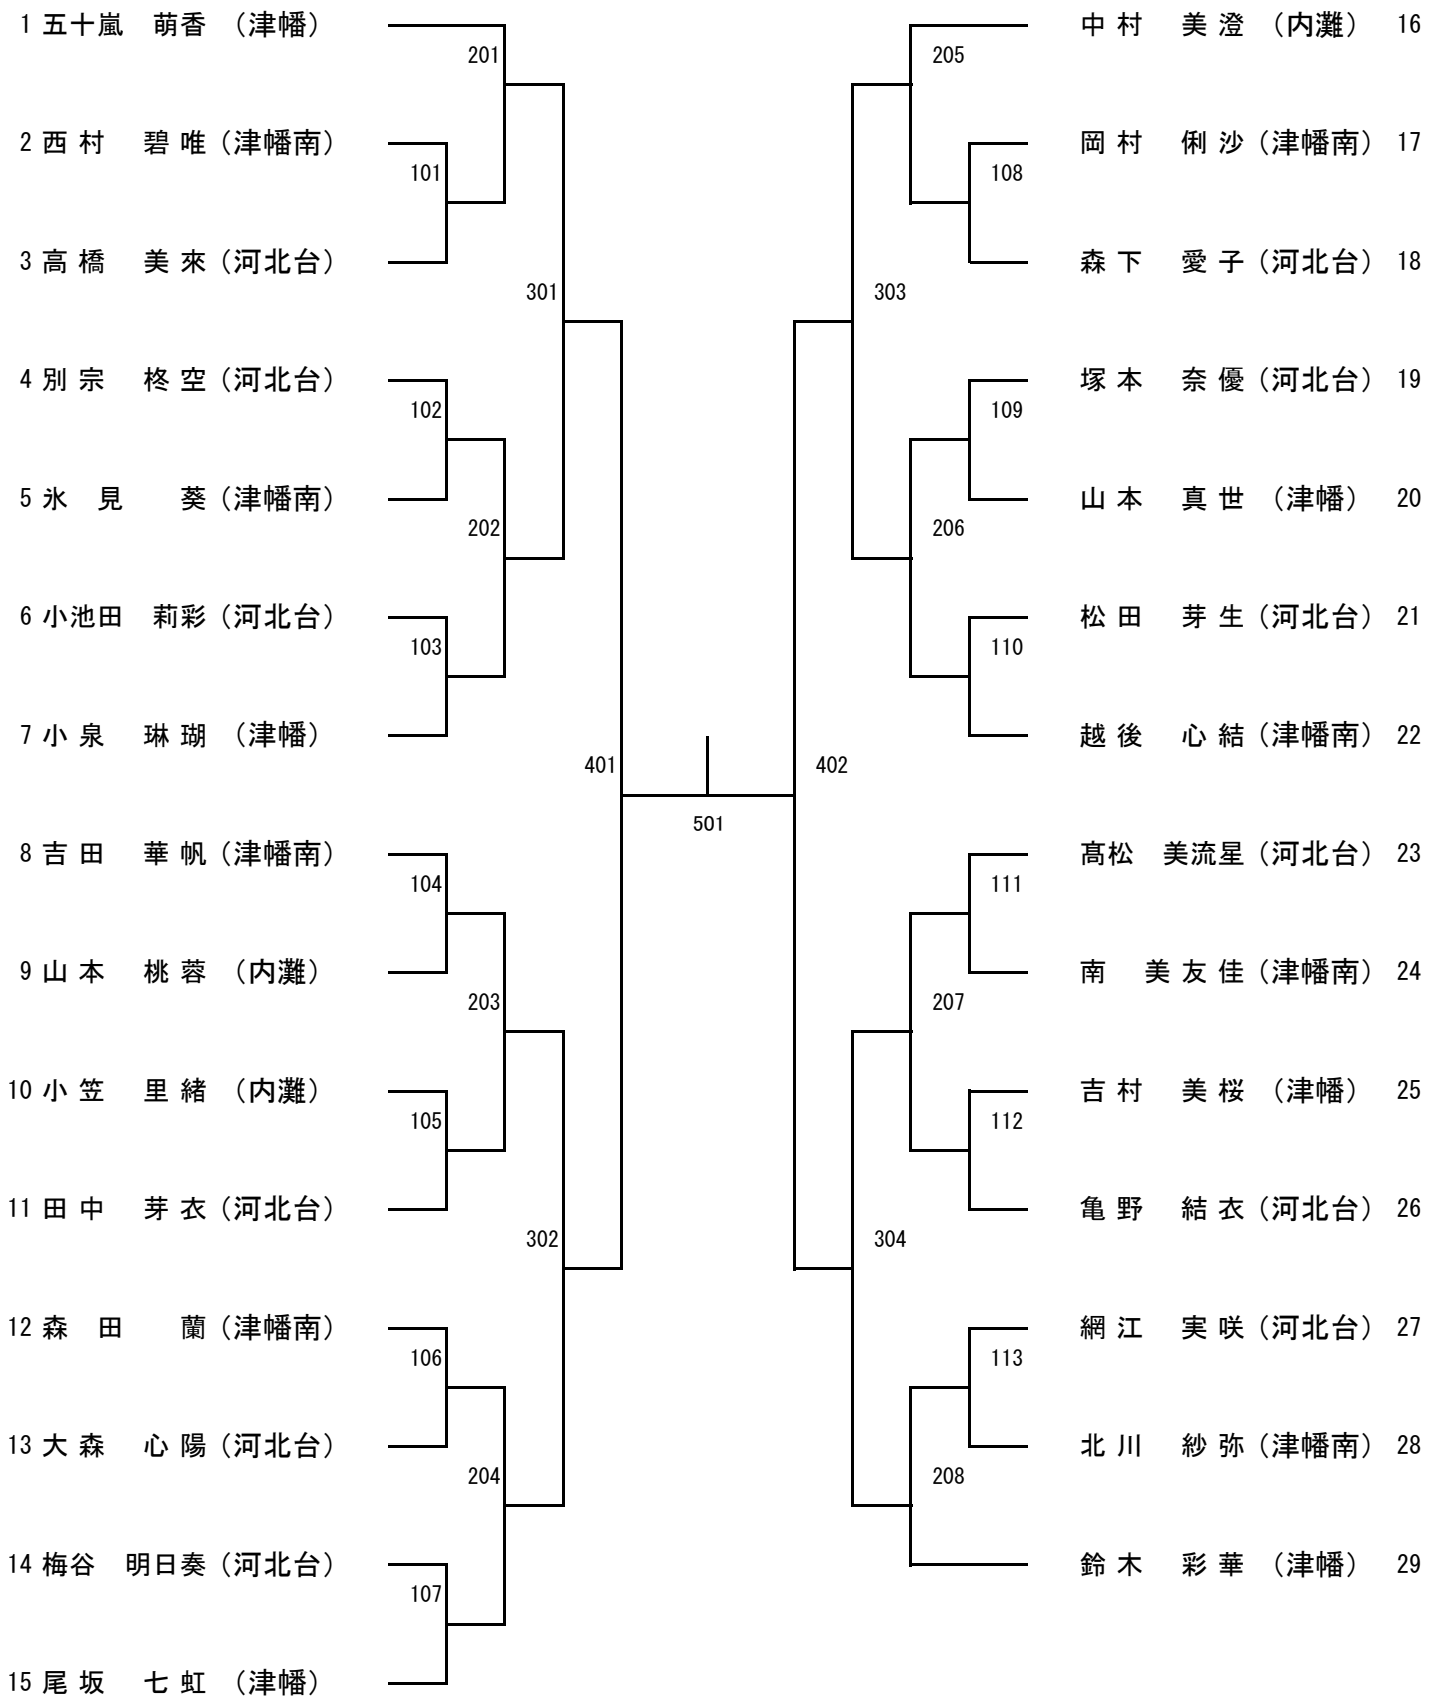 1 五十嵐 萌香 （津幡）
201
2 西村 碧唯（津幡南）
101
3 高橋 美來（河北台）
301
4 別宗 柊空（河北台）
102
5 氷見 葵（津幡南）
202
6 小池田 莉彩（河北台）
103
7 小泉 琳瑚 （津幡）
401
8 吉田 華帆（津幡南）
104
9 山本 桃蓉 （内灘）
203
10 小笠 里緒 （内灘）
105
11 田中 芽衣（河北台）
302
12 森田 蘭（津幡南）
106
13 大森 心陽（河北台）
204
14 梅谷 明日奏（河北台）
107
15 尾坂 七虹 （津幡）
501
中村 美澄 （内灘） 16
205
岡村 俐沙（津幡南） 17
108
森下 愛子（河北台） 18
303
塚本 奈優（河北台） 19
109
山本 真世 （津幡） 20
206
松田 芽生（河北台） 21
110
越後 心結（津幡南） 22
402
髙松 美流星（河北台） 23
111
南 美友佳（津幡南） 24
207
吉村 美桜 （津幡） 25
112
亀野 結衣（河北台） 26
304
網江 実咲（河北台） 27
113
北川 紗弥（津幡南） 28
208
鈴木 彩華 （津幡） 29